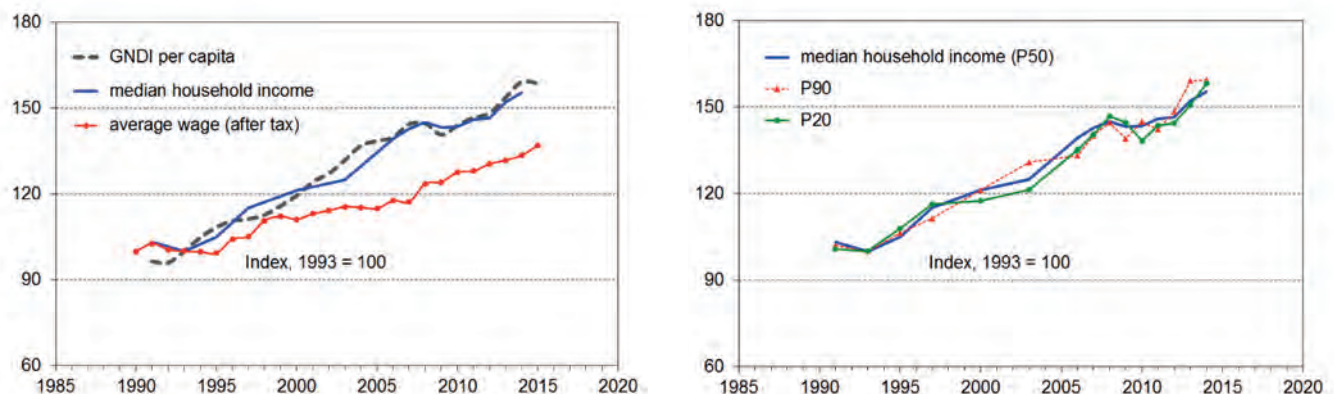 180
GNDI per capita
median household income
150
average wage (after tax)
120
Index, 1993 = 100
90
60
1985 1990 1995 2000 2005 2010 2015 2020
180
median household income (P50)
P90
150
P20
120
Index, 1993 = 100
90
60
1985 1990 1995 2000 2005 2010 2015 2020